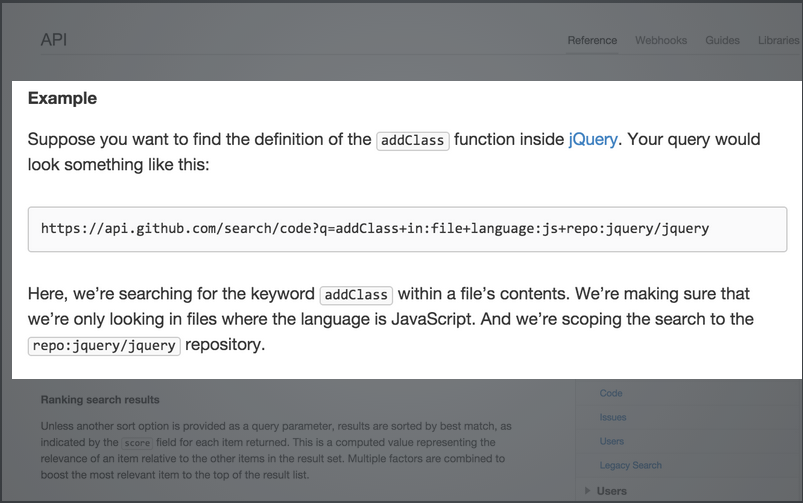 API
Reference Webhooks Guides Libraries
Example
Suppose you want to find the definition of the addClass function inside jQuery. Your query would
look something like this:
https://api.github.com/search/code?q=addClass+in:file+language:js+repo:jquery/jquery
Here, we’re searching for the keyword addClass within a file’s contents. We’re making sure that
we’re only looking in files where the language is JavaScript. And we’re scoping the search to the
repo:jquery/jquery repository.
Ranking search results
Unless another sort option is provided as a query parameter, results are sorted by best match, as
indicated by the score field for each item returned. This is a computed value representing the
relevance of an item relative to the other items in the result set. Multiple factors are combined to
boost the most relevant item to the top of the result list.
Code
Issues
Users
Legacy Search
Users